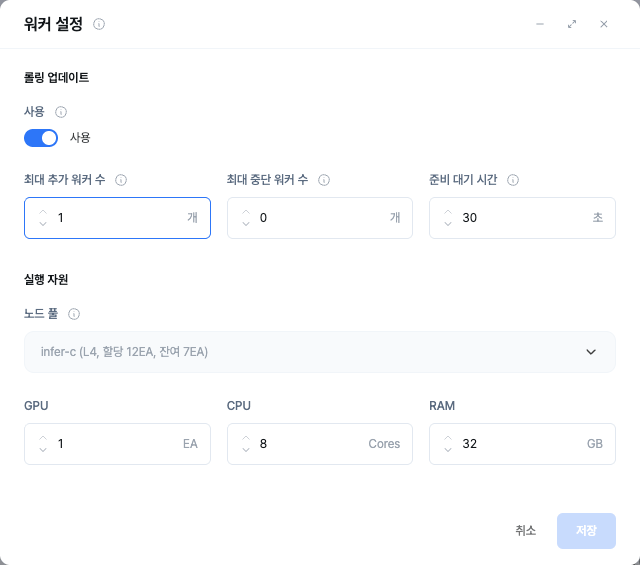 워커 설정
롤링 업데이트
사용
사용
최대 추가 워커 수 최대 중단 워커 수 준비 대기 시간
1 개 0 개 30 초
실행 자원
노드 풀
infer-c (L4, 할당 12EA, 잔여 7EA)
GPU CPU RAM
1 EA 8 Cores 32 GB
취소 저장